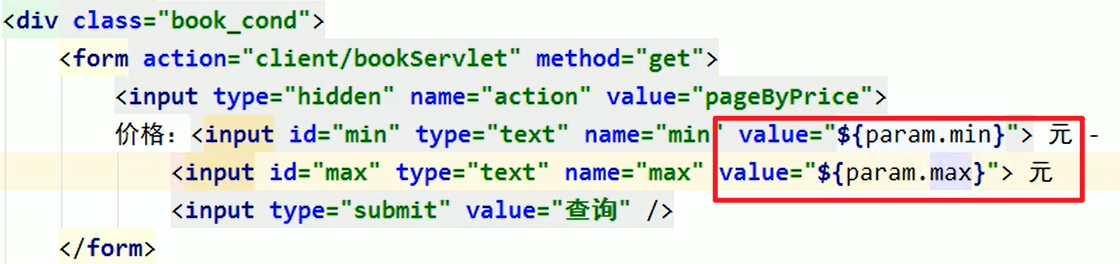 <div class="book_cond">
<form action="client/bookServlet" method="get">
<input type="hidden" name="action" value="pageByPrice">
价格：<input id="min" type="text" name="min" value="${param.min}"> 元 -
<input id="max" type="text" name="max" value="${param.max}"> 元
<input type="submit" value="查询" />
</form>